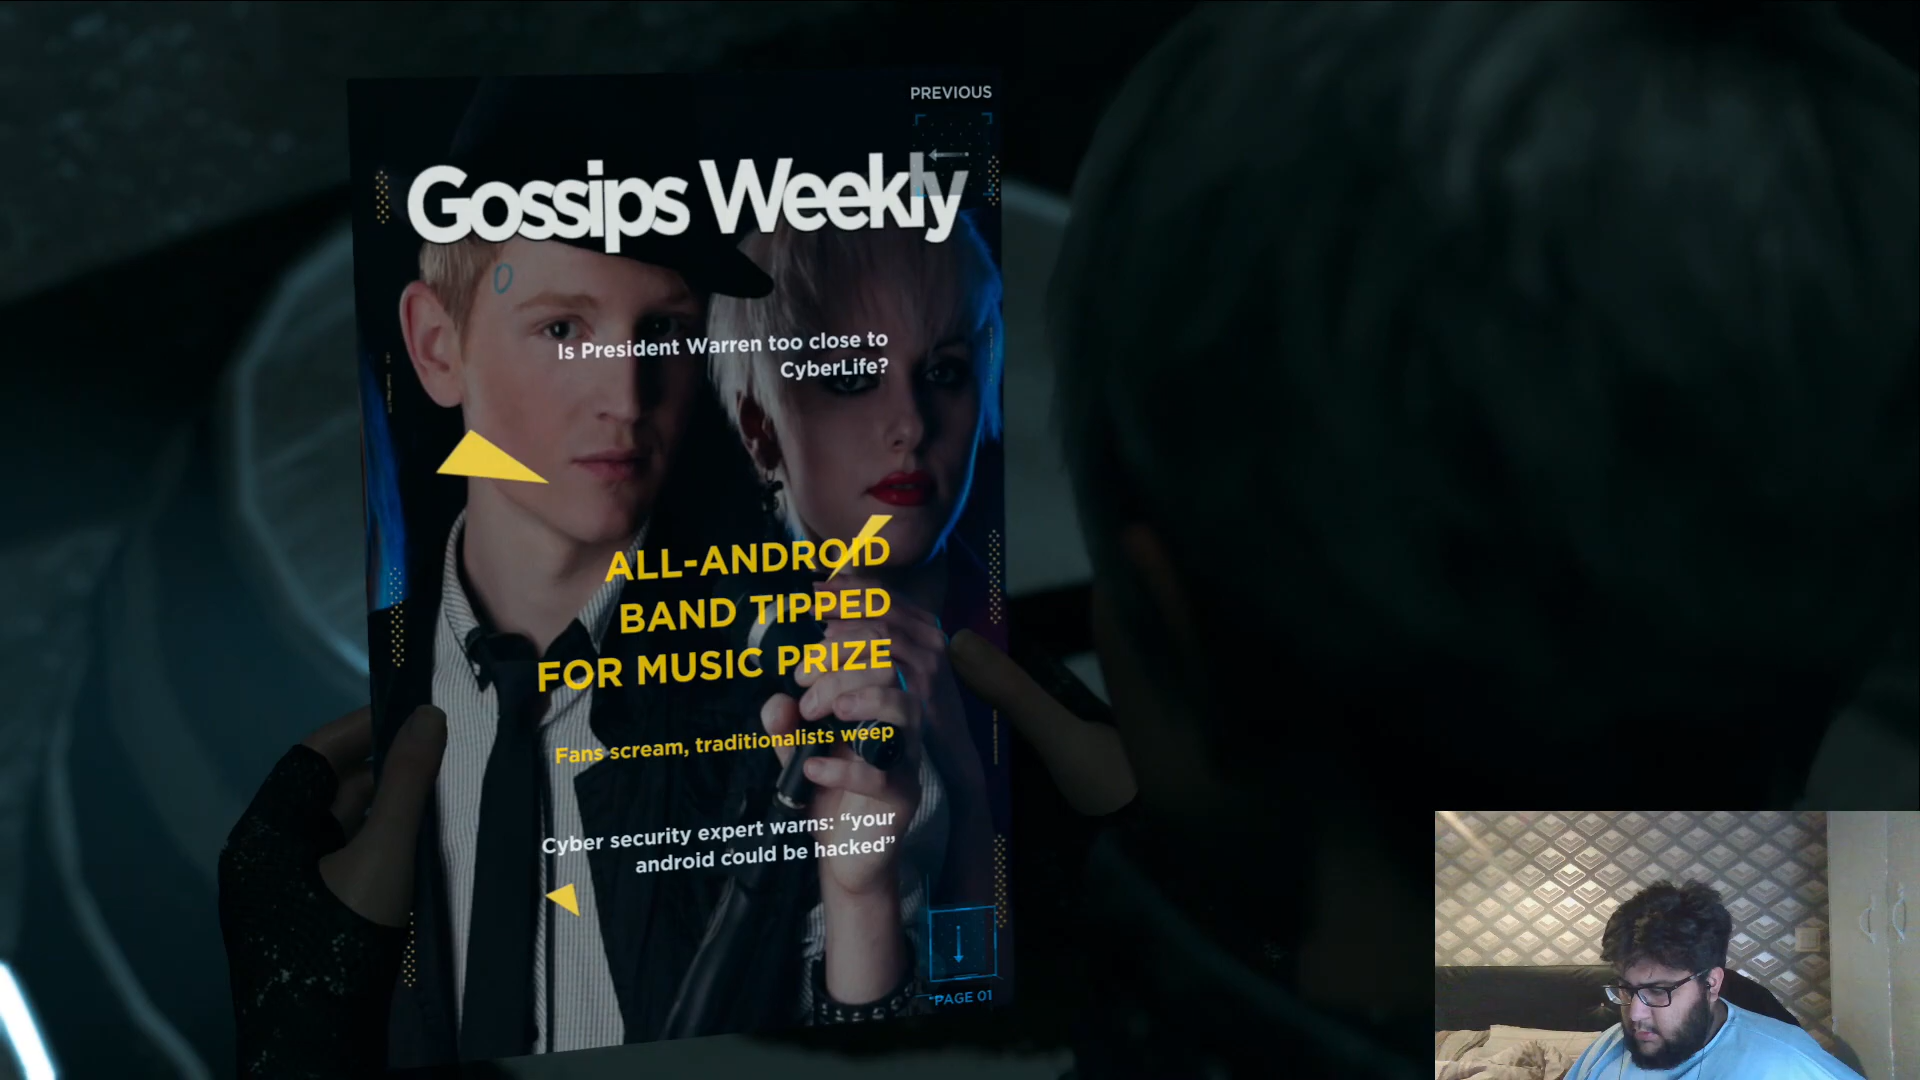 PREVIOUS
Gossips Weekly
Is President Warren too close to
CyberLife?
ALL-ANDROID
BAND TIPPED
FOR MUSIC PRIZE
Fans scream, traditionalists weep
Cyber security expert warns: “your
android could be hacked”
PAGE 01